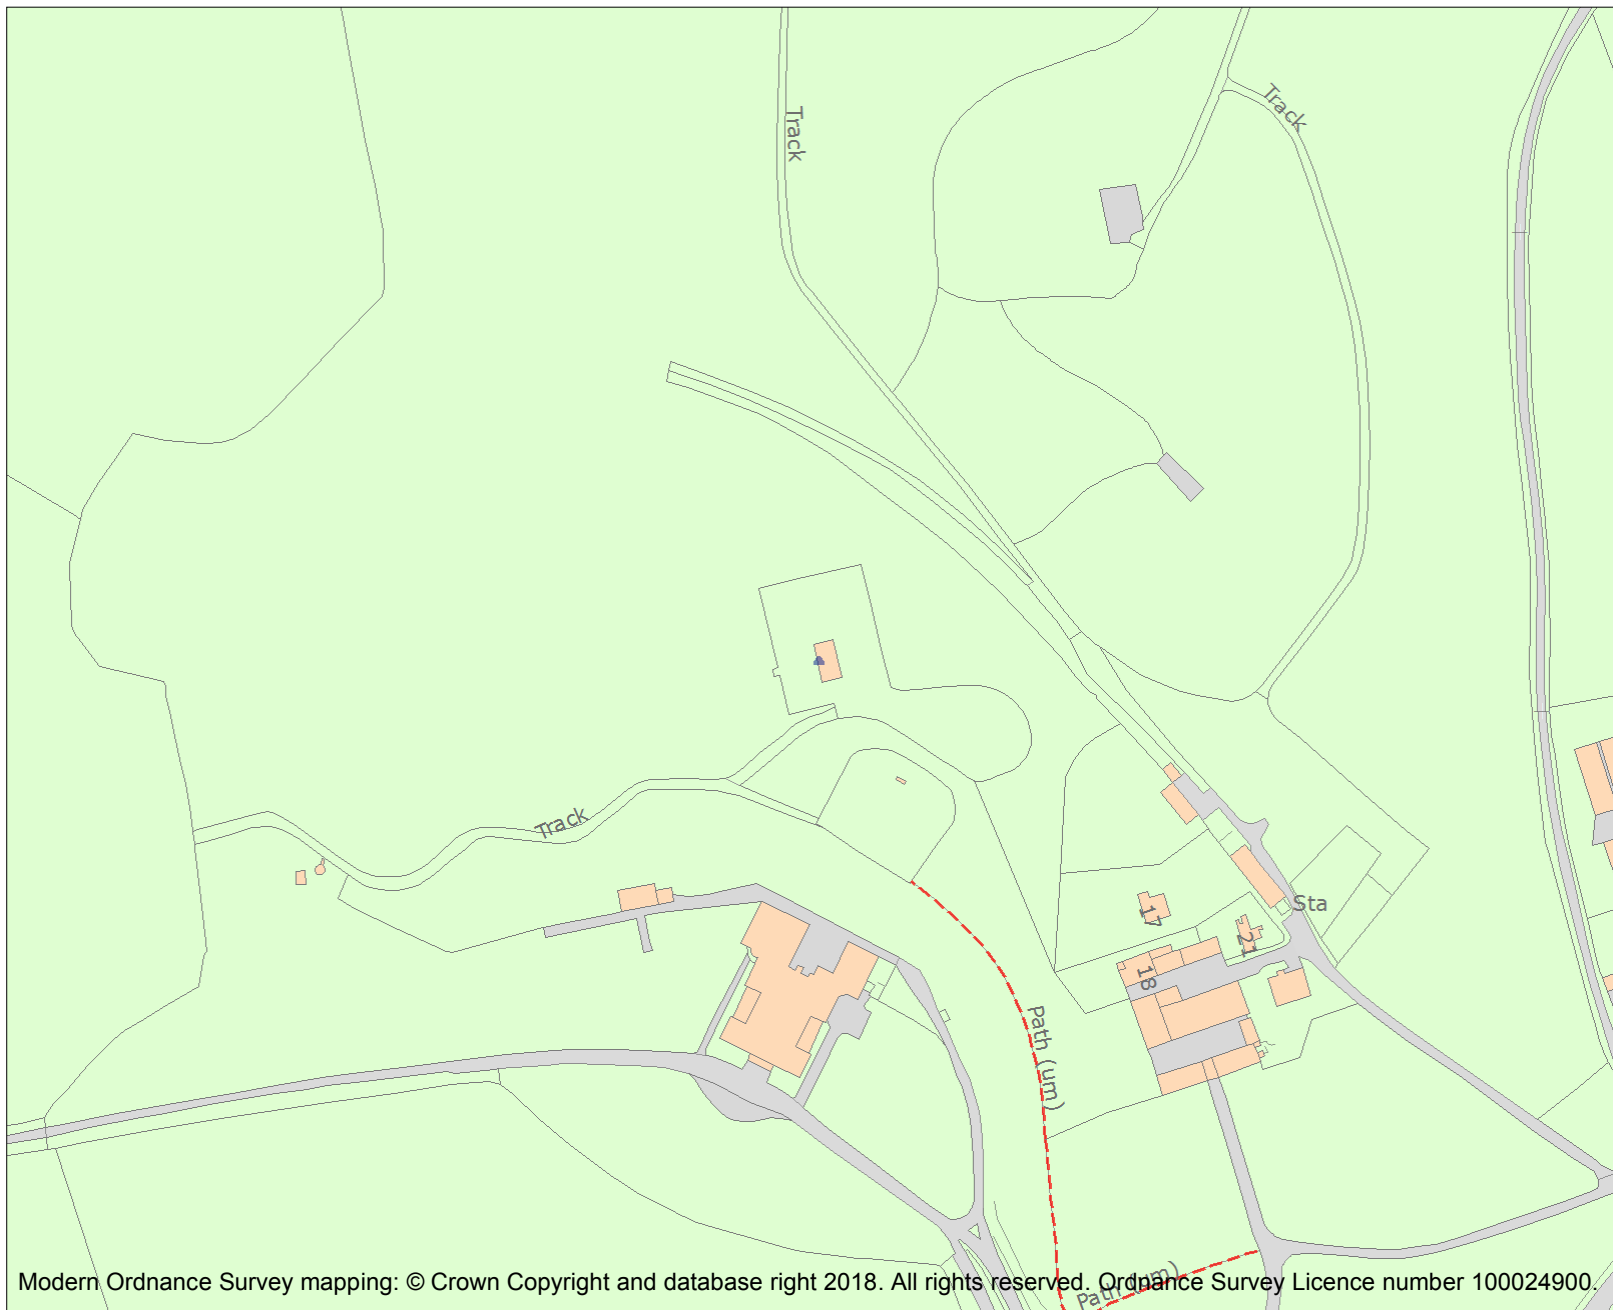 Track
Track
Track
17
Sta
21
18
Path (um)
Path (um)
Modern Ordnance Survey mapping: © Crown Copyright and database right 2018. All rights reserved. Ordnance Survey Licence number 100024900.